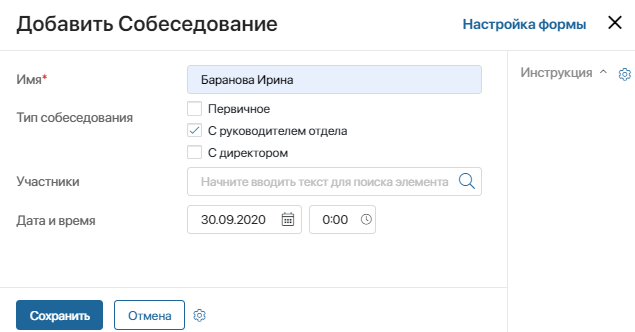 Добавить Собеседование
Настройка формы
Имя*
Баранова Ирина
Инструкция
Тип собеседования
Первичное
С руководителем отдела
С директором
Участники
Начните вводить текст для поиска элемента
Дата и время
30.09.2020
0:00
Сохранить
Отмена